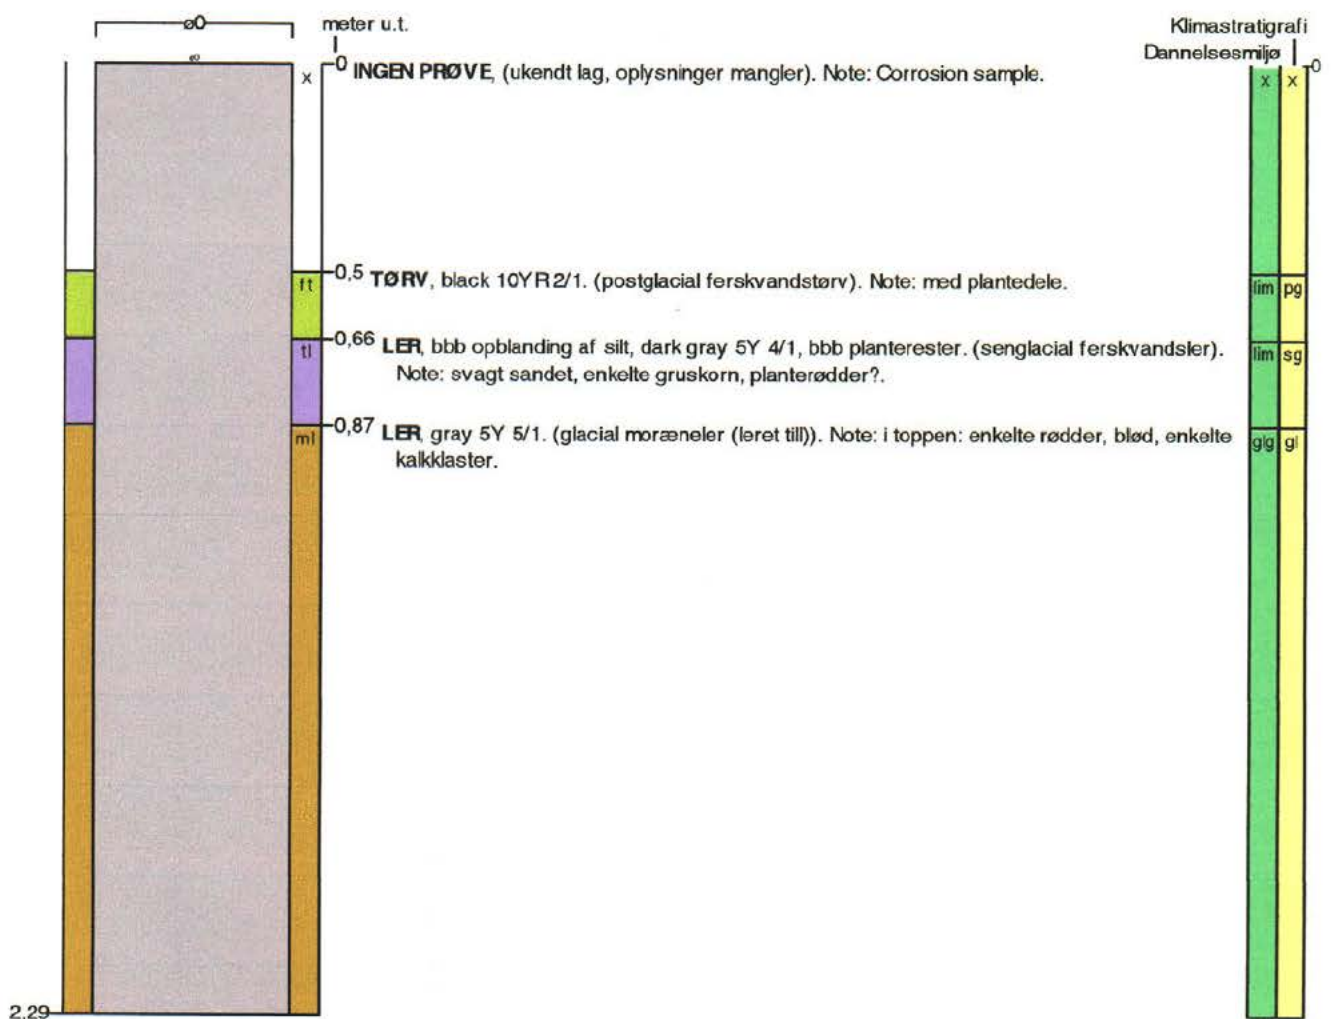 ø0
meter u.t.
Klimastratigrafi
Dannelsesmiljø
ø0
x
0 INGEN PRØVE, (ukendt lag, oplysninger mangler). Note: Corrosion sample.
x x
0
ft
0,5 TØRV, black 10YR 2/1. (postglacial ferskvandstørv). Note: med plantedele.
lim pg
tl
0,66 LER, bbb opblanding af silt, dark gray 5Y 4/1, bbb planterester. (senglacial ferskvandsler).
Note: svagt sandet, enkelte gruskorn, planterødder?.
lim sg
ml
0,87 LER, gray 5Y 5/1. (glacial moræneler (leret till)). Note: i toppen: enkelte rødder, blød, enkelte
kalkklaster.
glg gl
2,29